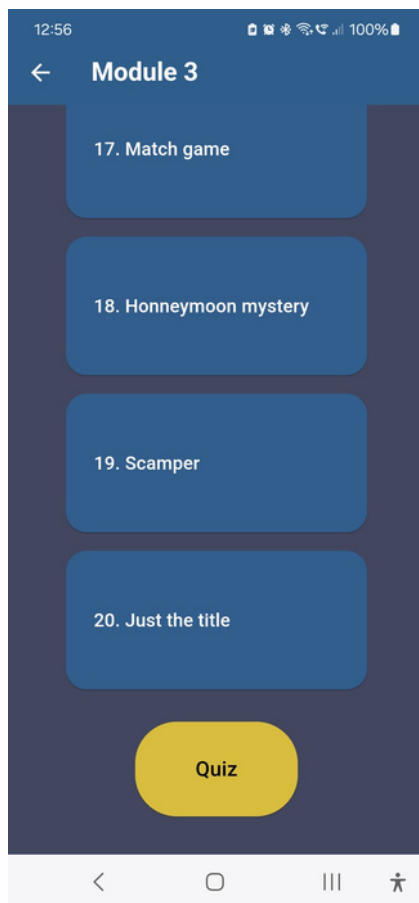 12:56 100%
Module 3
17. Match game
18. Honneymoon mystery
19. Scamper
20. Just the title
Quiz